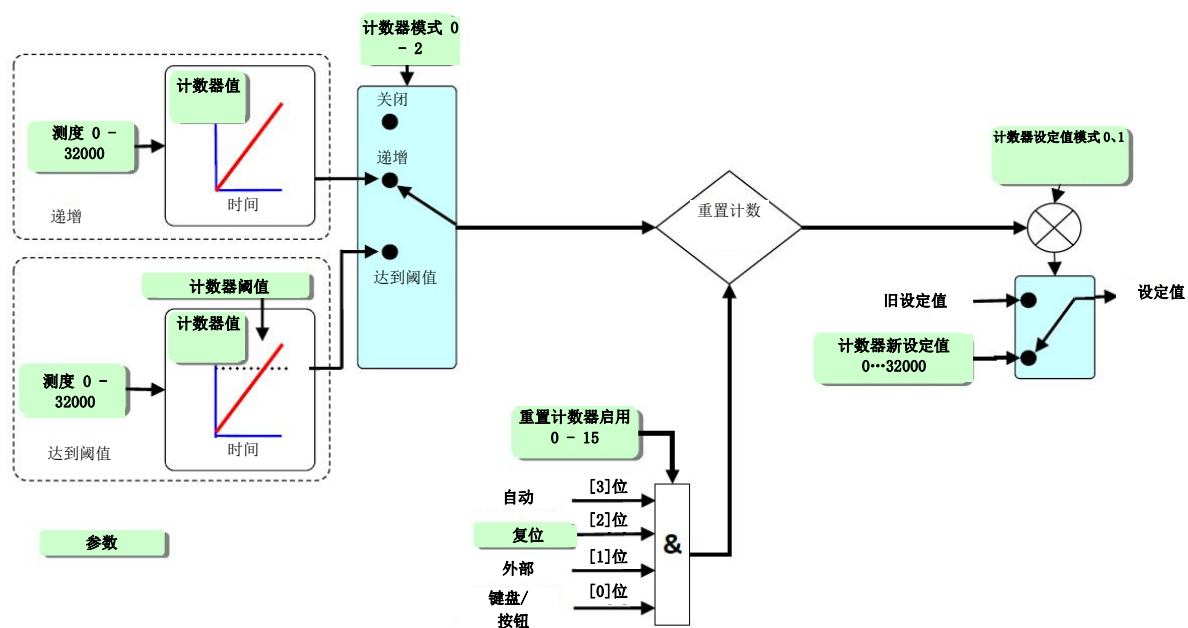 计数器模式 0
- 2
计数器值
测度 0 -
32000
时间
递增
关闭
递增
达到阈值
计数器阈值
计数器值
测度 0 -
32000
时间
达到阈值
重置计数
计数器设定值模式 0、1
旧设定值
设定值
计数器新设定值
0…32000
重置计数器启用
0 - 15
自动
[3]位
复位
[2]位
外部
[1]位
键盘/
按钮
[0]位
&
参数